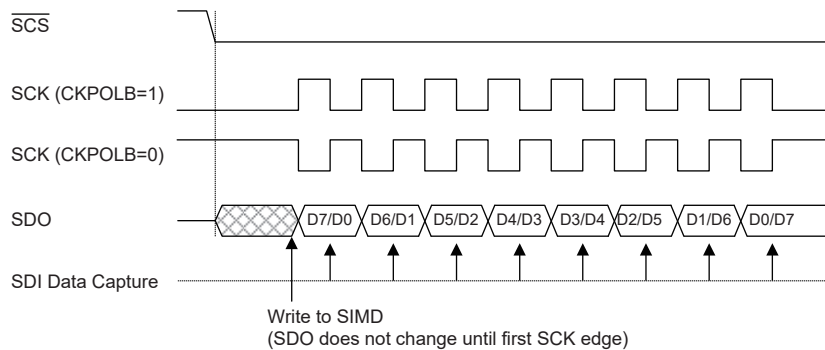 SCS
SCK (CKPOLB=1)
SCK (CKPOLB=0)
SDO
D7/D0 D6/D1 D5/D2 D4/D3 D3/D4 D2/D5 D1/D6 D0/D7
SDI Data Capture
Write to SIMD
(SDO does not change until first SCK edge)